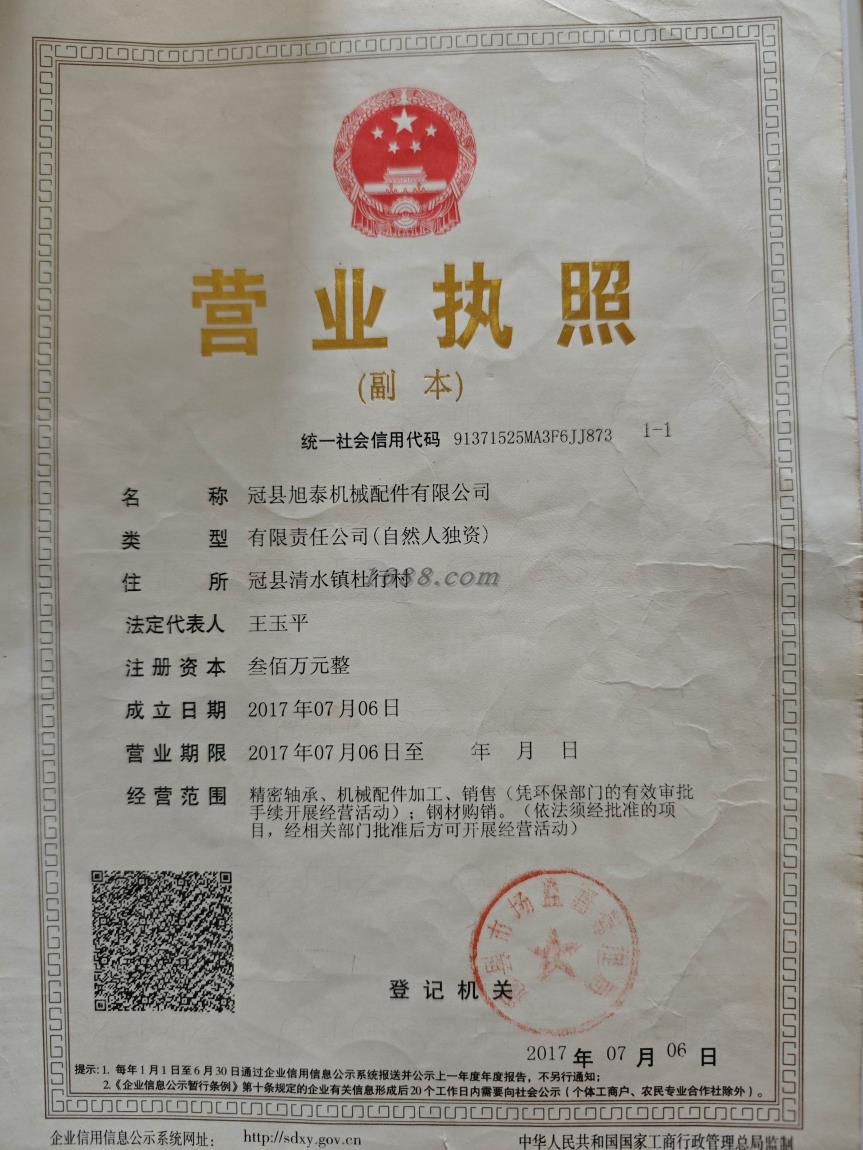 营业执照
(副 本)
统一社会信用代码 91371525MA3F6JJ873 1-1
名称 冠县旭泰机械配件有限公司
类型 有限责任公司(自然人独资)
住所 冠县清水镇杜行村
1688.com
法定代表人 王玉平
注册资本 叁佰万元整
成立日期 2017年07月06日
营业期限 2017年07月06日至 年 月 日
经营范围 精密轴承、机械配件加工、销售（凭环保部门的有效审批
手续开展经营活动）；钢材购销。（依法须经批准的项
目，经相关部门批准后方可开展经营活动）
冠县市场监督管理局
登记机关
2017年07月06日
提示：1. 每年1月1日至6月30日通过企业信用信息公示系统报送并公示上一年度年度报告，不另行通知；
2.《企业信息公示暂行条例》第十条规定的企业有关信息形成后20个工作日内需要向社会公示（个体工商户、农民专业合作社除外）。
企业信用信息公示系统网址： http://sdxy.gov.cn
中华人民共和国国家工商行政管理总局监制